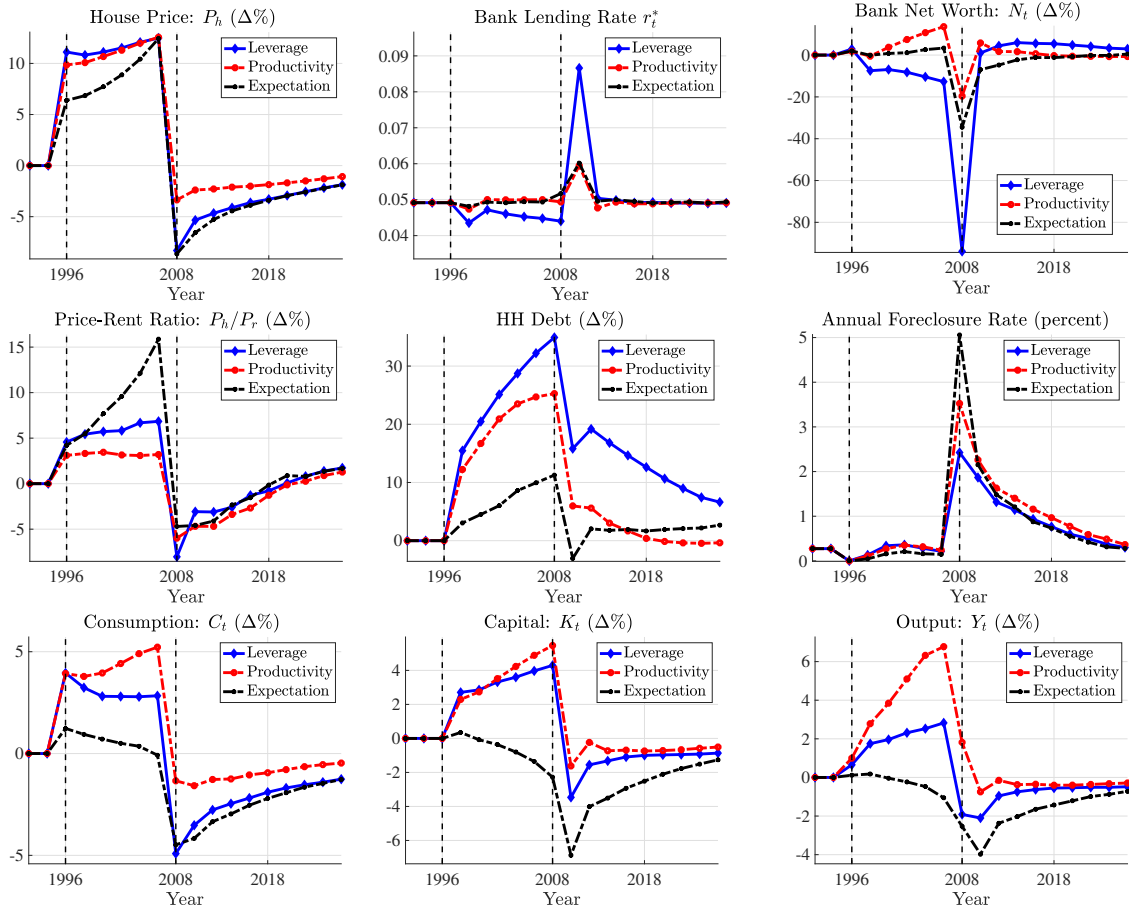 House Price: P_h (Δ%)
10
5
0
-5
1996
2008
2018
Year
Leverage
Productivity
Expectation
Bank Lending Rate r_t^*
0.09
0.08
0.07
0.06
0.05
0.04
1996
2008
2018
Year
Leverage
Productivity
Expectation
Bank Net Worth: N_t (Δ%)
0
-20
-40
-60
-80
1996
2008
2018
Year
Leverage
Productivity
Expectation
Price-Rent Ratio: P_h/P_r (Δ%)
15
10
5
0
-5
1996
2008
2018
Year
Leverage
Productivity
Expectation
HH Debt (Δ%)
30
20
10
0
1996
2008
2018
Year
Leverage
Productivity
Expectation
Annual Foreclosure Rate (percent)
5
4
3
2
1
0
1996
2008
2018
Year
Leverage
Productivity
Expectation
Consumption: C_t (Δ%)
5
0
-5
1996
2008
2018
Year
Leverage
Productivity
Expectation
Capital: K_t (Δ%)
4
2
0
-2
-4
-6
1996
2008
2018
Year
Leverage
Productivity
Expectation
Output: Y_t (Δ%)
6
4
2
0
-2
-4
1996
2008
2018
Year
Leverage
Productivity
Expectation